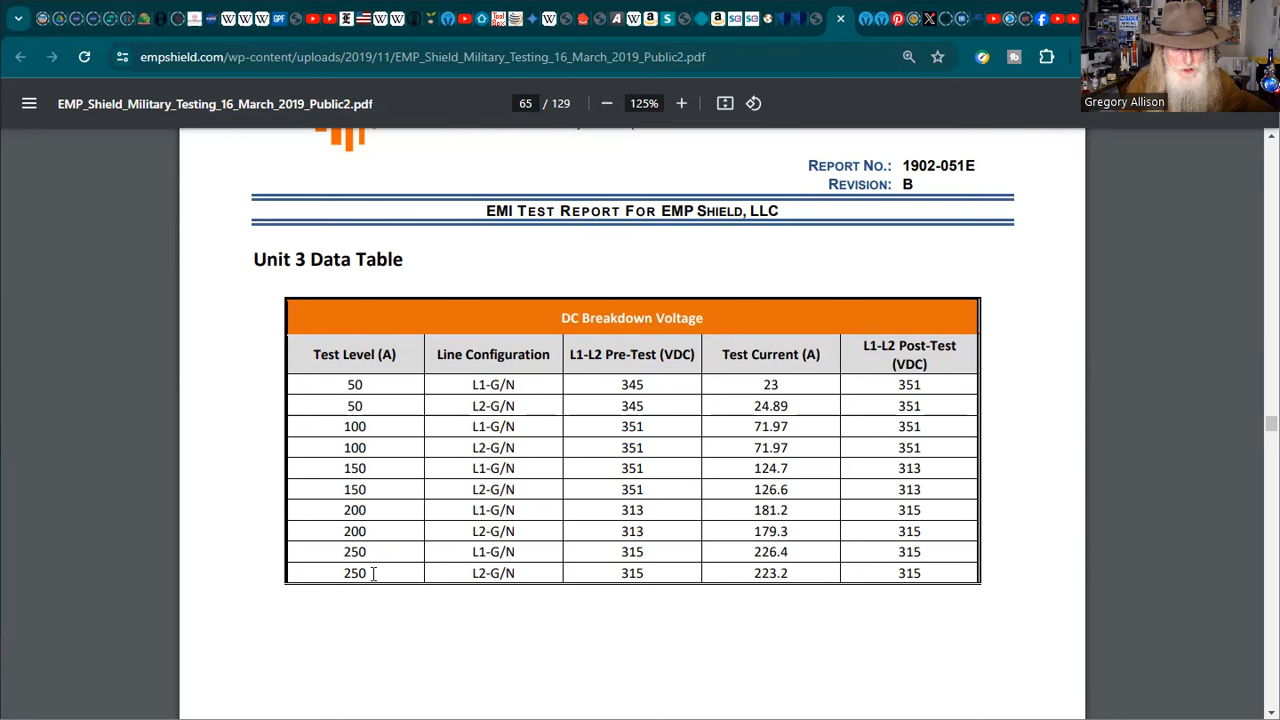 empshield.com/wp-content/uploads/2019/11/EMP_Shield_Military_Testing_16_March_2019_Public2.pdf
EMP_Shield_Military_Testing_16_March_2019_Public2.pdf
65 / 129
125%
Gregory Allison
REPORT NO.: 1902-051E
REVISION: B
EMI TEST REPORT FOR EMP SHIELD, LLC
Unit 3 Data Table
DC Breakdown Voltage
Test Level (A) Line Configuration L1-L2 Pre-Test (VDC) Test Current (A) L1-L2 Post-Test (VDC)
50 L1-G/N 345 23 351
50 L2-G/N 345 24.89 351
100 L1-G/N 351 71.97 351
100 L2-G/N 351 71.97 351
150 L1-G/N 351 124.7 313
150 L2-G/N 351 126.6 313
200 L1-G/N 313 181.2 315
200 L2-G/N 313 179.3 315
250 L1-G/N 315 226.4 315
250 L2-G/N 315 223.2 315